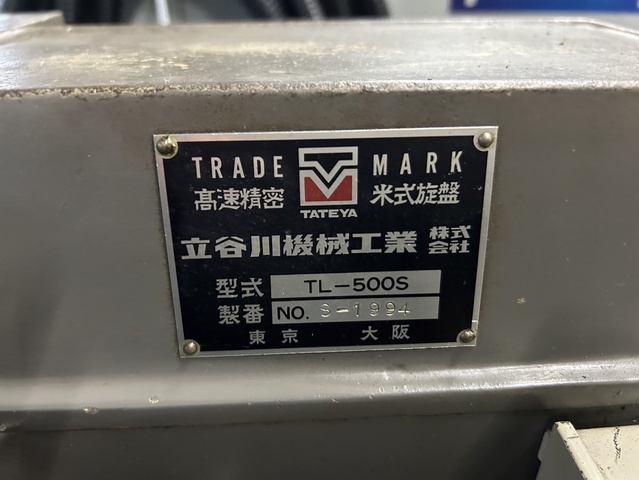 TRADE MARK
高速精密 米式旋盤
TATEYA
立谷川機械工業 株式会社
型式 TL-500S
製番 NO. S-1994
東京 大阪